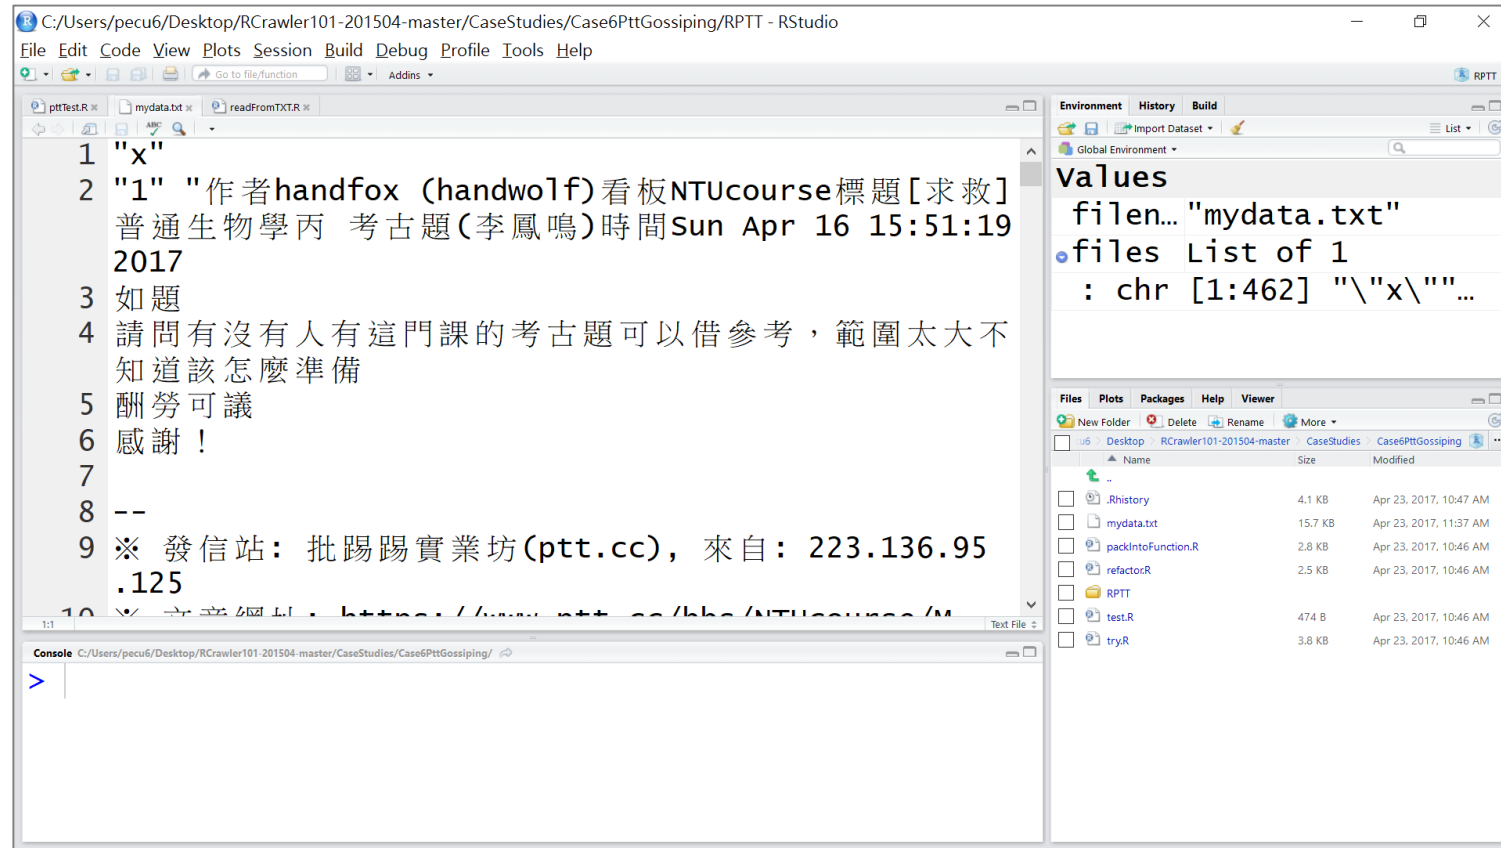 C:/Users/pecu6/Desktop/RCrawler101-201504-master/CaseStudies/Case6PttGossiping/RPTT - RStudio
File Edit Code View Plots Session Build Debug Profile Tools Help
Go to file/function Addins
RPTT
pttTest.R mydata.txt readFromTXT.R
ABC
1 "x"
2 "1" "作者handfox (handwolf)看板NTUcourse標題[求救]
普通生物學丙 考古題(李鳳鳴)時間Sun Apr 16 15:51:19
2017
3 如題
4 請問有沒有人有這門課的考古題可以借參考，範圍太大不
知道該怎麼準備
5 酬勞可議
6 感謝！
7
8 --
9 ※ 發信站: 批踢踢實業坊(ptt.cc), 來自: 223.136.95
.125
10 ※ 文章網址: https://www.ptt.cc/bbs/NTUcourse/M
1:1 Text File
Console C:/Users/pecu6/Desktop/RCrawler101-201504-master/CaseStudies/Case6PttGossiping/
>
Environment History Build
Import Dataset List
Global Environment
Values
filen… "mydata.txt"
files List of 1
: chr [1:462] "\"x\""…
Files Plots Packages Help Viewer
New Folder Delete Rename More
u6 Desktop RCrawler101-201504-master CaseStudies Case6PttGossiping ...
Name Size Modified
..
.Rhistory 4.1 KB Apr 23, 2017, 10:47 AM
mydata.txt 15.7 KB Apr 23, 2017, 11:37 AM
packIntoFunction.R 2.8 KB Apr 23, 2017, 10:46 AM
refactor.R 2.5 KB Apr 23, 2017, 10:46 AM
RPTT
test.R 474 B Apr 23, 2017, 10:46 AM
try.R 3.8 KB Apr 23, 2017, 10:46 AM